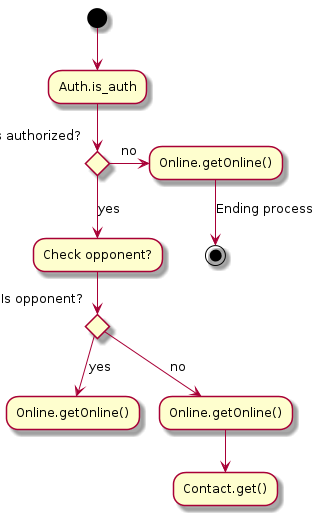 Auth.is_auth
s authorized?
no
Online.getOnline()
yes
Ending process
Check opponent?
Is opponent?
yes
no
Online.getOnline()
Online.getOnline()
Contact.get()